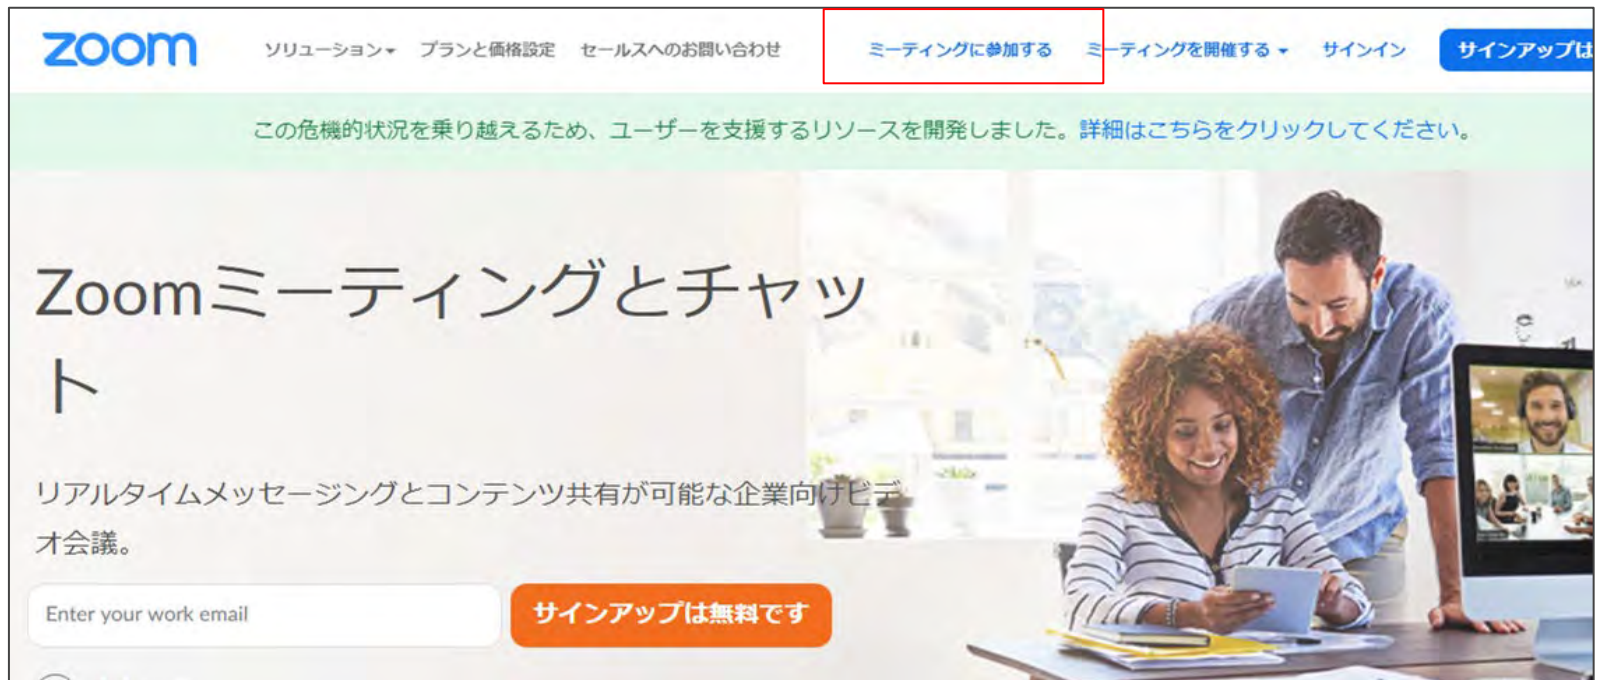 zoom
ソリューション プランと価格設定 セールスへのお問い合わせ ミーティングに参加する ミーティングを開催する サインイン サインアップは
この危機的状況を乗り越えるため、ユーザーを支援するリソースを開発しました。詳細はこちらをクリックしてください。
Zoomミーティングとチャッ
ト
リアルタイムメッセージングとコンテンツ共有が可能な企業向けビデ
オ会議。
Enter your work email サインアップは無料です